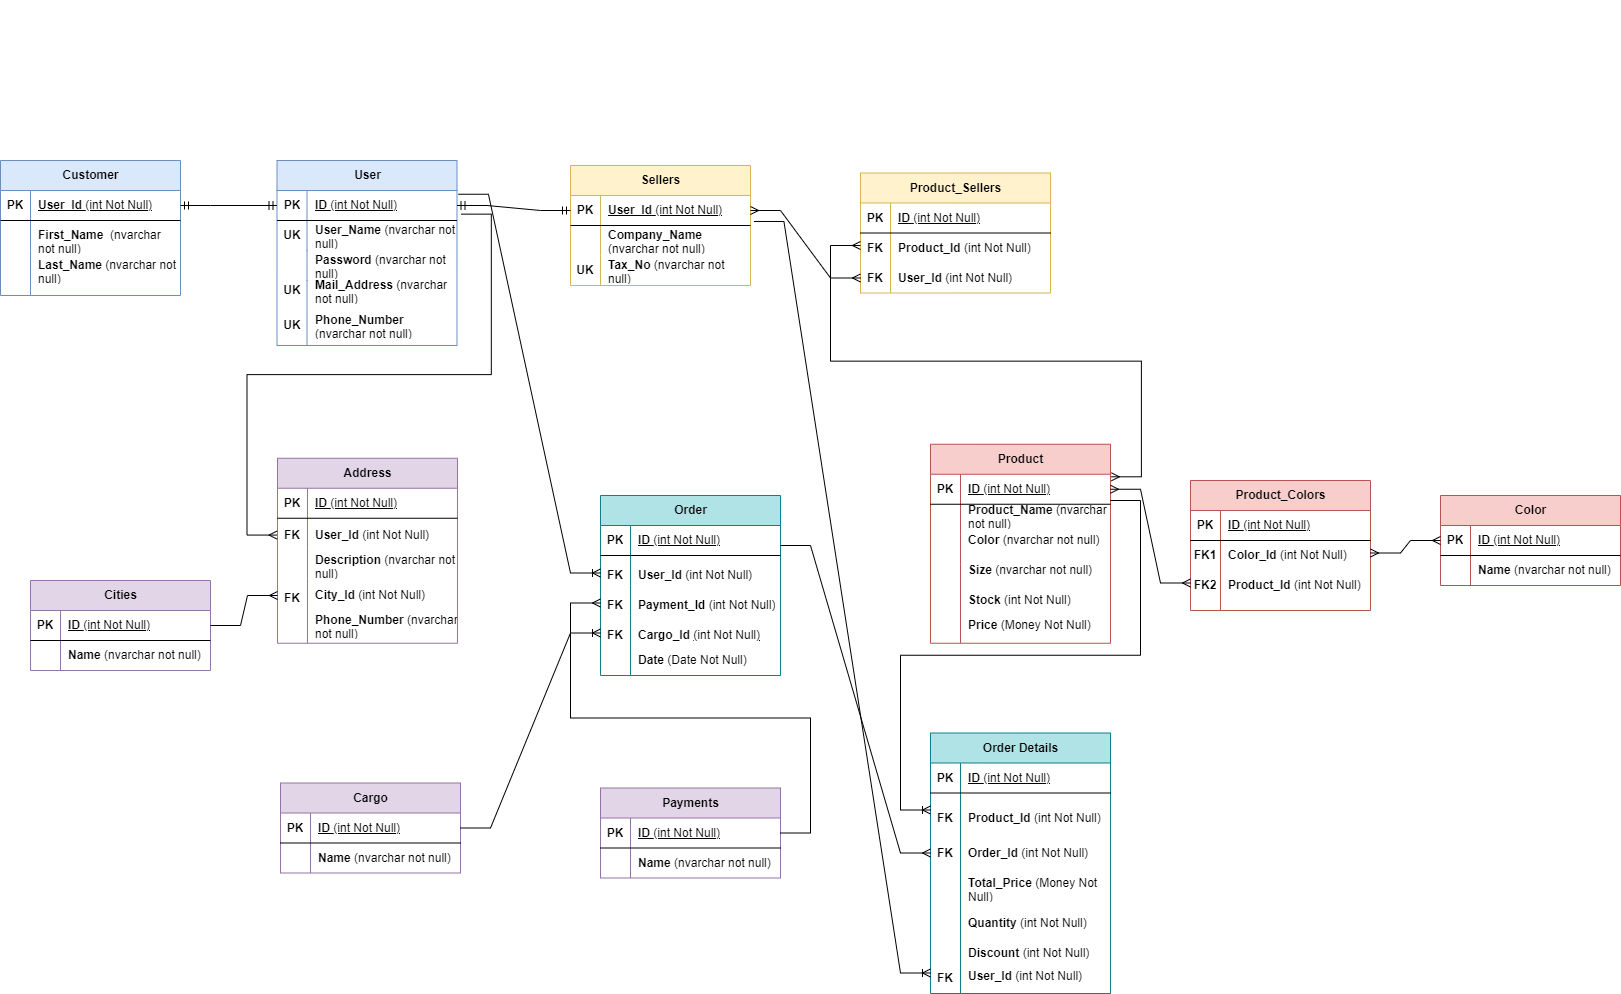 Customer
PK User_Id (int Not Null)
First_Name (nvarchar
not null)
Last_Name (nvarchar not
null)
User
PK ID (int Not Null)
UK User_Name (nvarchar not
null)
Password (nvarchar not
null)
UK Mail_Address (nvarchar
not null)
UK Phone_Number
(nvarchar not null)
Sellers
PK User_Id (int Not Null)
Company_Name
(nvarchar not null)
UK Tax_No (nvarchar not
null)
Product_Sellers
PK ID (int Not Null)
FK Product_Id (int Not Null)
FK User_Id (int Not Null)
Address
PK ID (int Not Null)
FK User_Id (int Not Null)
Description (nvarchar not
null)
FK City_Id (int Not Null)
Phone_Number (nvarchar
not null)
Cities
PK ID (int Not Null)
Name (nvarchar not null)
Order
PK ID (int Not Null)
FK User_Id (int Not Null)
FK Payment_Id (int Not Null)
FK Cargo_Id (int Not Null)
Date (Date Not Null)
Product
PK ID (int Not Null)
Product_Name (nvarchar
not null)
Color (nvarchar not null)
Size (nvarchar not null)
Stock (int Not Null)
Price (Money Not Null)
Product_Colors
PK ID (int Not Null)
FK1 Color_Id (int Not Null)
FK2 Product_Id (int Not Null)
Color
PK ID (int Not Null)
Name (nvarchar not null)
Cargo
PK ID (int Not Null)
Name (nvarchar not null)
Payments
PK ID (int Not Null)
Name (nvarchar not null)
Order Details
PK ID (int Not Null)
FK Product_Id (int Not Null)
FK Order_Id (int Not Null)
Total_Price (Money Not
Null)
Quantity (int Not Null)
Discount (int Not Null)
FK User_Id (int Not Null)